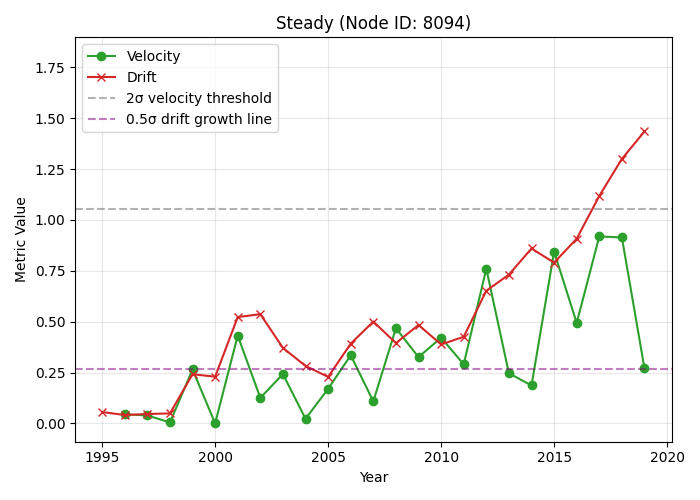 Steady (Node ID: 8094)
Velocity
Drift
2σ velocity threshold
0.5σ drift growth line
Metric Value
1.75
1.50
1.25
1.00
0.75
0.50
0.25
0.00
1995
2000
2005
2010
2015
2020
Year